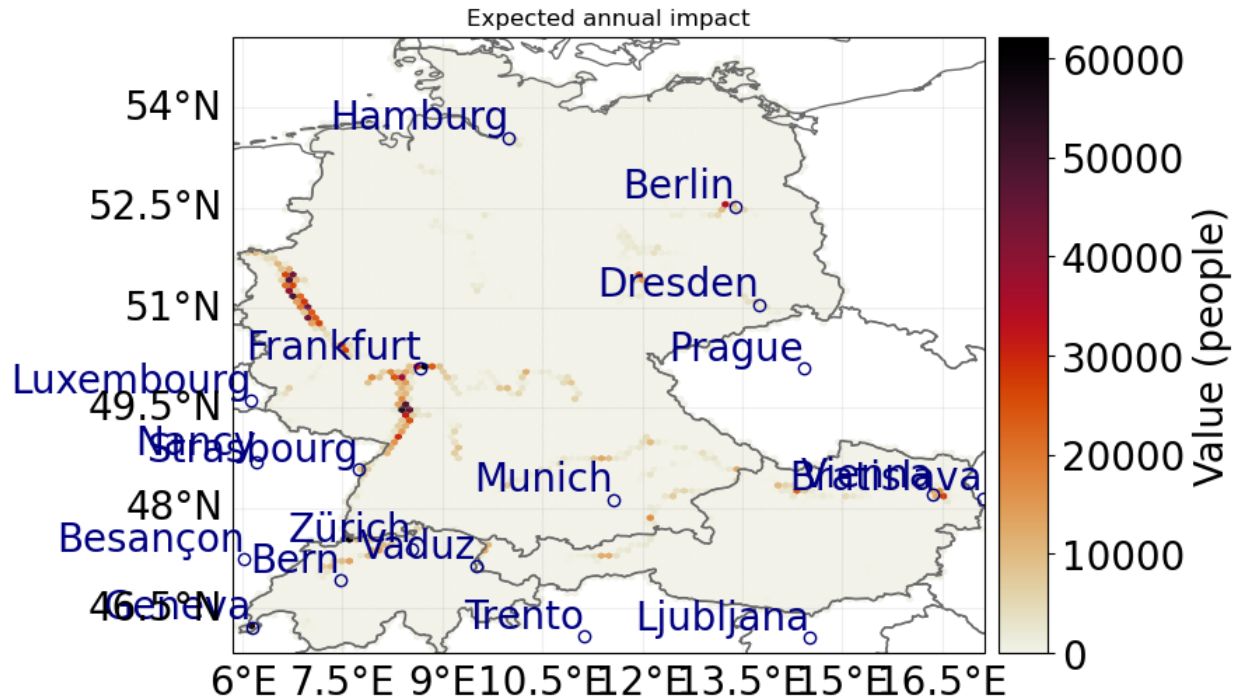 Expected annual impact
54°N
52.5°N
51°N
49.5°N
48°N
46.5°N
Hamburg
Berlin
Dresden
Frankfurt
Prague
Luxembourg
Nancy
Strasbourg
Munich
Vienna
Bratislava
Zürich
Besançon
Bern
Vaduz
Geneva
Trento
Ljubljana
6°E 7.5°E 9°E 10.5°E 12°E 13.5°E 15°E 16.5°E
60000
50000
40000
30000
20000
10000
0
Value (people)